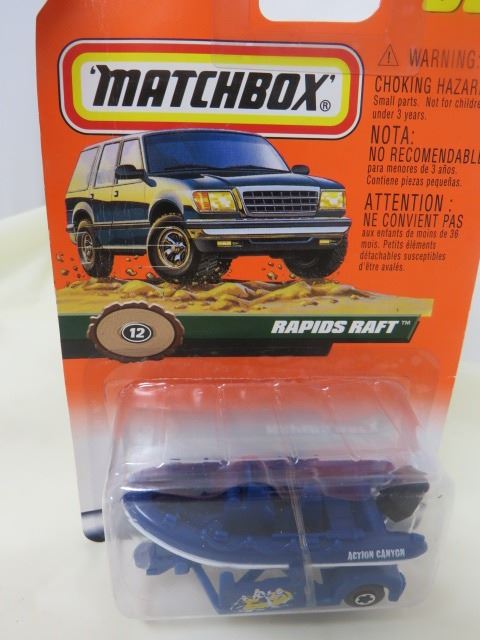 'MATCHBOX'®
WARNING:
CHOKING HAZAR
Small parts. Not for childre
under 3 years.
NOTA:
NO RECOMENDABLE
para menores de 3 años.
Contiene piezas pequeñas.
ATTENTION :
NE CONVIENT PAS
aux enfants de moins de 36
mois. Petits éléments
détachables susceptibles
d'être avalés.
12
RAPIDS RAFT™
ACTION CANYON